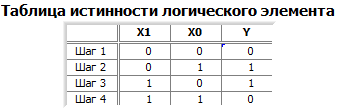 Таблица истинности логического элемента
X1 X0 Y
Шаг 1 0 0 0
Шаг 2 0 1 1
Шаг 3 1 0 1
Шаг 4 1 1 0